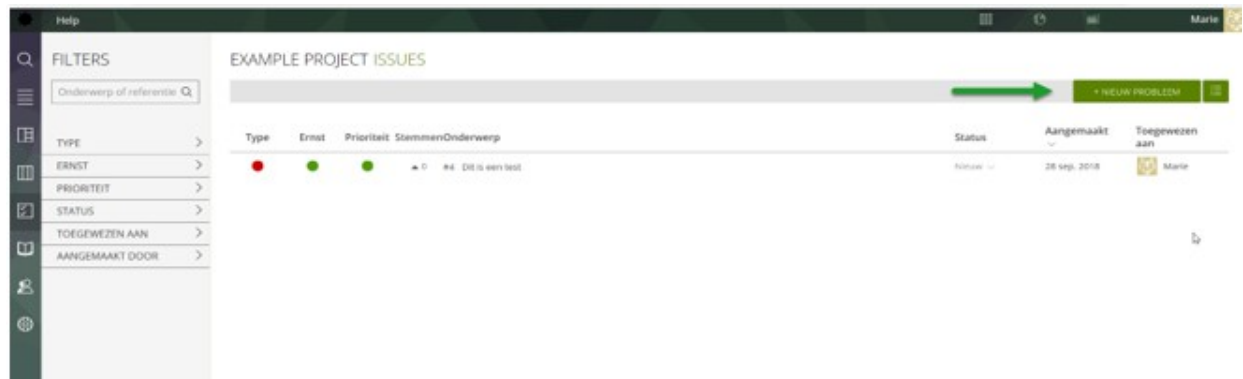 Help
Marie
FILTERS
Onderwerp of referentie
TYPE
ERNST
PRIORITEIT
STATUS
TOEGEWEZEN AAN
AANGEMAAKT DOOR
EXAMPLE PROJECT ISSUES
+ NIEUW PROBLEEM
Type Ernst Prioriteit Stemmen Onderwerp Status Aangemaakt Toegewezen
aan
0 #4 Dit is een test Nieuw 28 sep. 2018 Marie